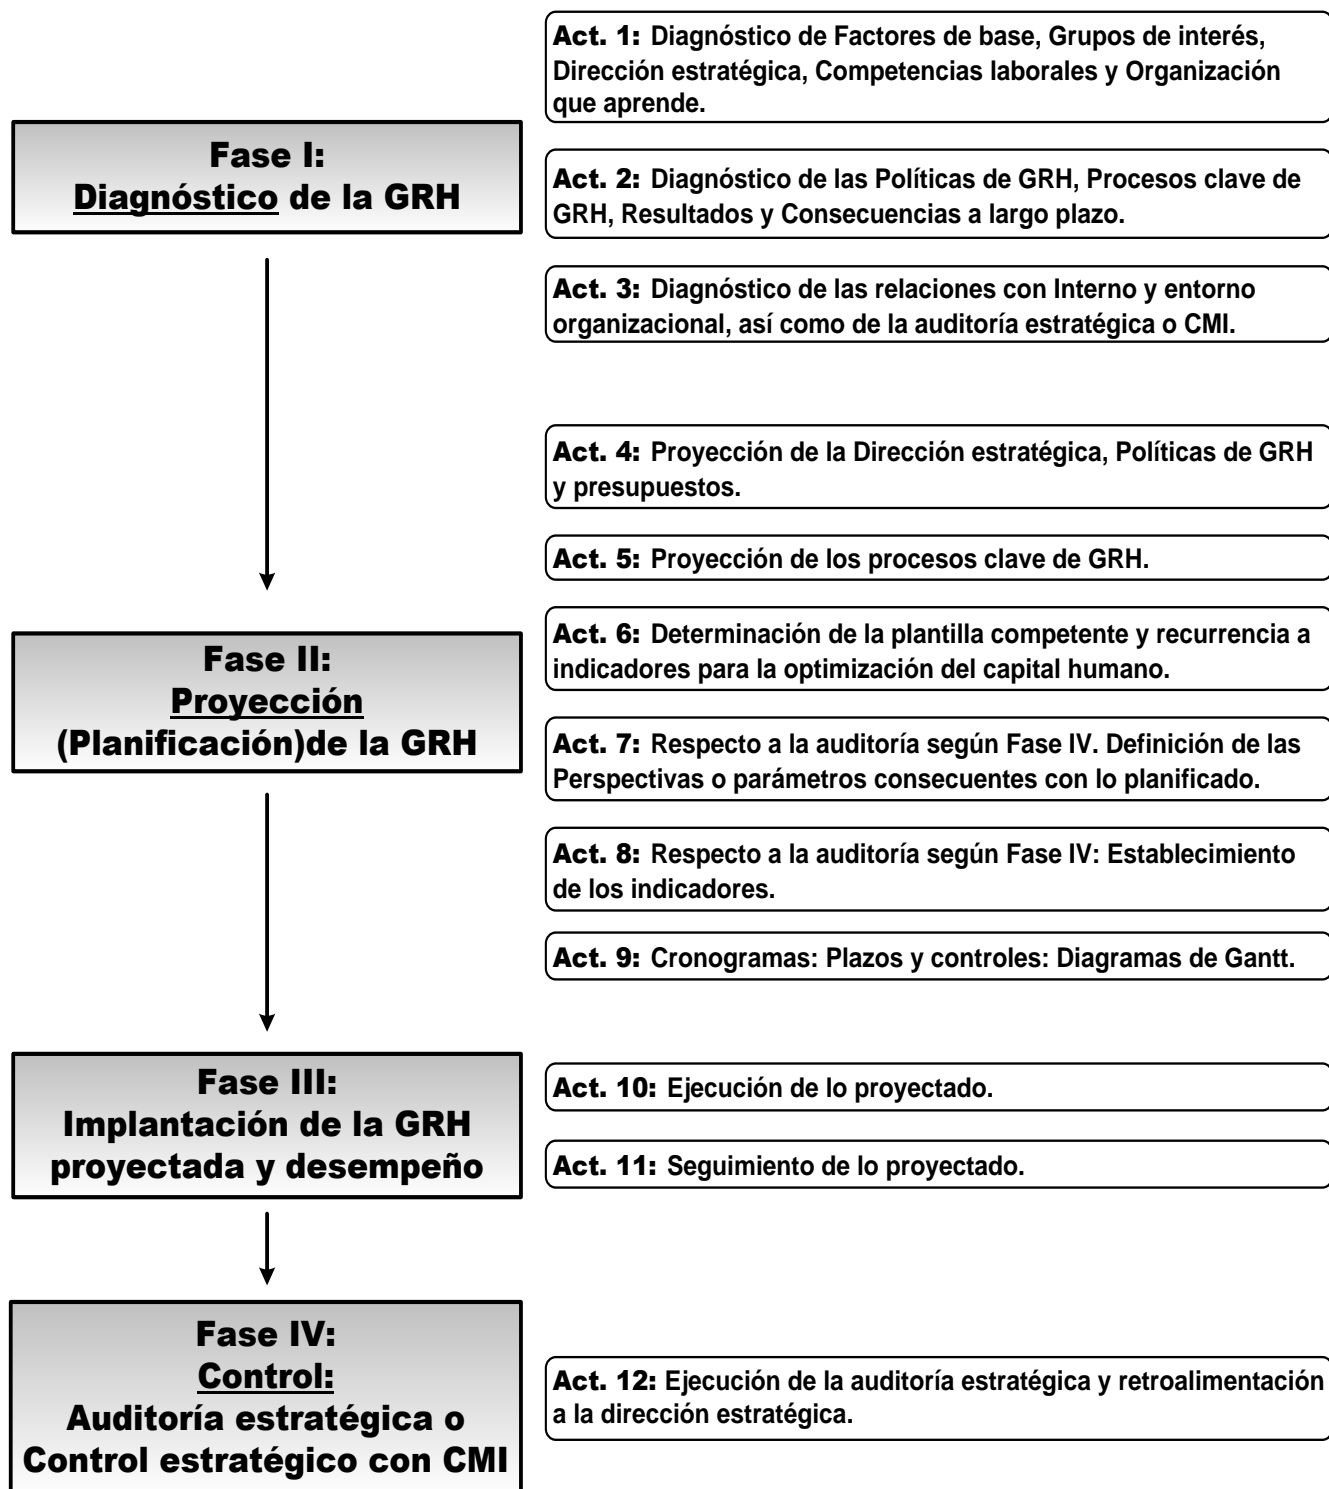 Act. 1: Diagnóstico de Factores de base, Grupos de interés,
Dirección estratégica, Competencias laborales y Organización
que aprende.
Fase I:
Diagnóstico de la GRH
Act. 2: Diagnóstico de las Políticas de GRH, Procesos clave de
GRH, Resultados y Consecuencias a largo plazo.
Act. 3: Diagnóstico de las relaciones con Interno y entorno
organizacional, así como de la auditoría estratégica o CMI.
Act. 4: Proyección de la Dirección estratégica, Políticas de GRH
y presupuestos.
Act. 5: Proyección de los procesos clave de GRH.
Fase II:
Proyección
(Planificación)de la GRH
Act. 6: Determinación de la plantilla competente y recurrencia a
indicadores para la optimización del capital humano.
Act. 7: Respecto a la auditoría según Fase IV. Definición de las
Perspectivas o parámetros consecuentes con lo planificado.
Act. 8: Respecto a la auditoría según Fase IV: Establecimiento
de los indicadores.
Act. 9: Cronogramas: Plazos y controles: Diagramas de Gantt.
Fase III:
Implantación de la GRH
proyectada y desempeño
Act. 10: Ejecución de lo proyectado.
Act. 11: Seguimiento de lo proyectado.
Fase IV:
Control:
Auditoría estratégica o
Control estratégico con CMI
Act. 12: Ejecución de la auditoría estratégica y retroalimentación
a la dirección estratégica.